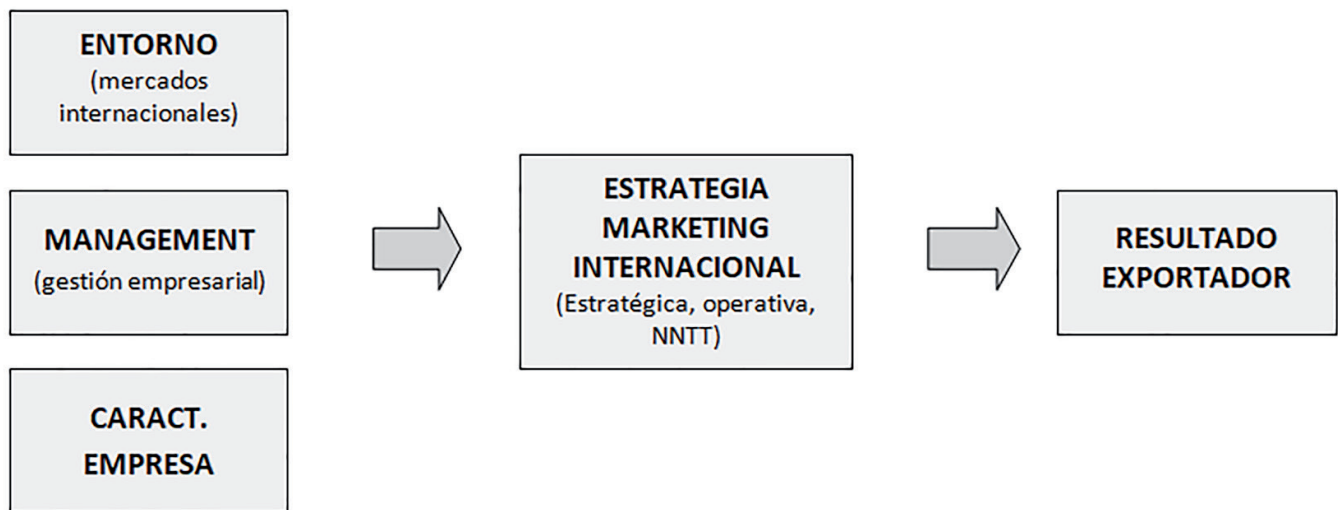 ENTORNO
(mercados
internacionales)
MANAGEMENT
(gestión empresarial)
CARACT.
EMPRESA
ESTRATEGIA
MARKETING
INTERNACIONAL
(Estratégica, operativa,
NNTT)
RESULTADO
EXPORTADOR